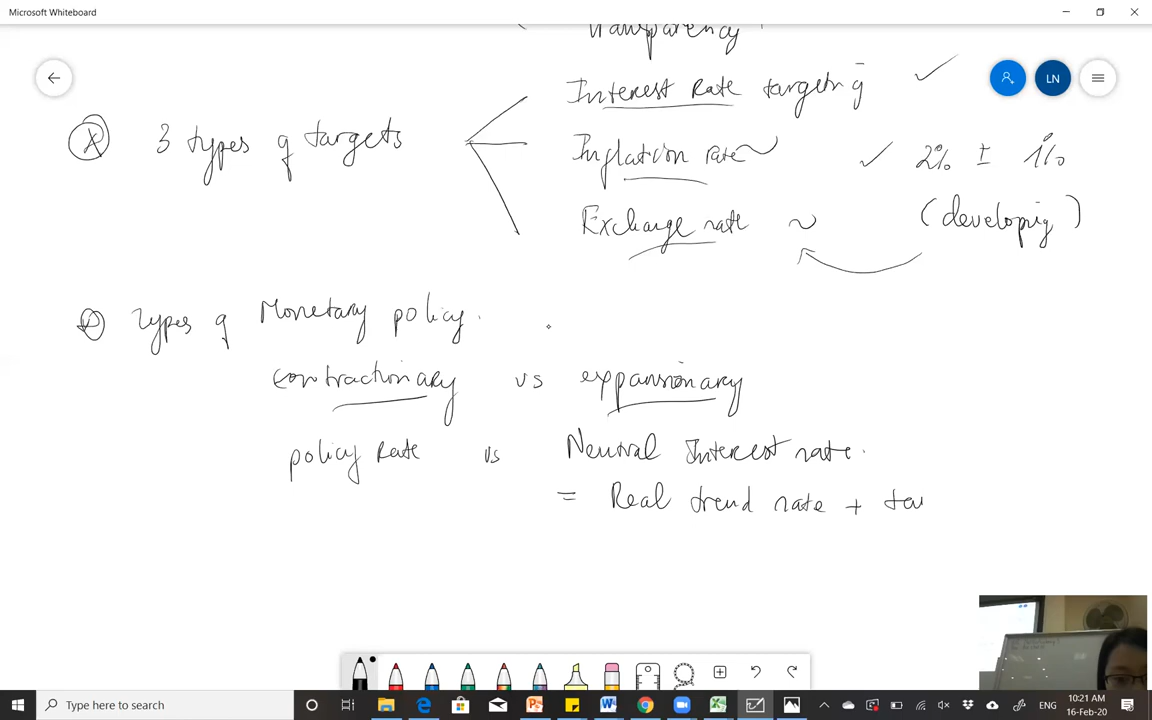 Microsoft Whiteboard
Transparency
LN
3 types of targets
Interest Rate targeting
Inflation rate ~ 2% ± 1%
Exchange rate ~ (developing)
Types of Monetary policy.
contractionary vs expansionary
policy Rate vs Neutral Interest rate.
= Real trend rate +
Type here to search
ENG
10:21 AM
16-Feb-20